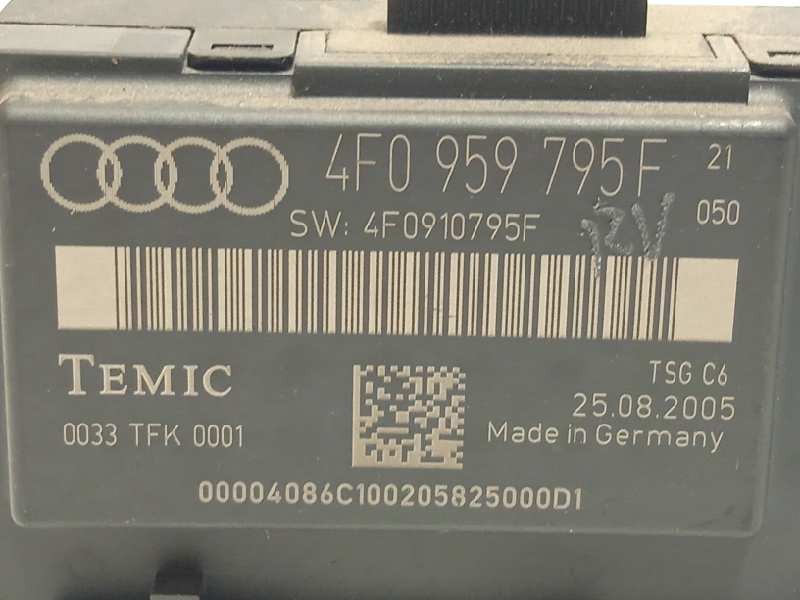 4F0 959 795F 21
SW: 4F0910795F 050
TEMIC
TSG C6
25.08.2005
0033 TFK 0001
Made in Germany
00004086C100205825000D1